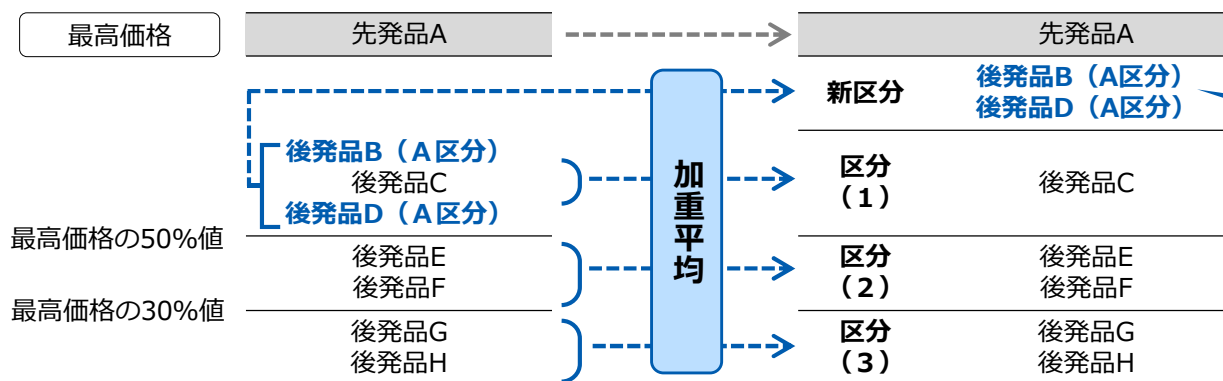 最高価格
先発品A
先発品A
新区分
後発品B（A区分）
後発品D（A区分）
後発品B（Ａ区分）
後発品C
後発品D（Ａ区分）
加重平均
区分
（１）
後発品C
最高価格の50%値
後発品E
後発品F
区分
（２）
後発品E
後発品F
最高価格の30%値
後発品G
後発品H
区分
（３）
後発品G
後発品H